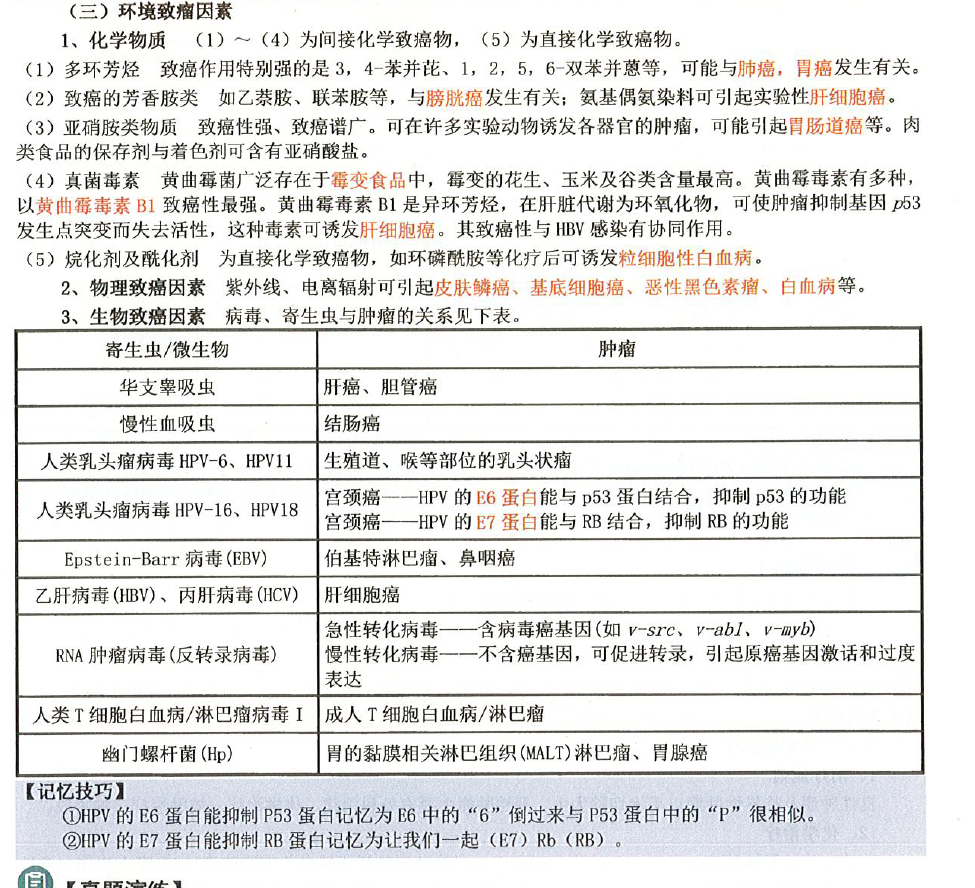 （三）环境致瘤因素
1、化学物质　（1）～（4）为间接化学致癌物，（5）为直接化学致癌物。
（1）多环芳烃　致癌作用特别强的是 3，4-苯并芘、1，2，5，6-双苯并蒽等，可能与肺癌，胃癌发生有关。
（2）致癌的芳香胺类　如乙萘胺、联苯胺等，与膀胱癌发生有关；氨基偶氨染料可引起实验性肝细胞癌。
（3）亚硝胺类物质　致癌性强、致癌谱广。可在许多实验动物诱发各器官的肿瘤，可能引起胃肠道癌等。肉
类食品的保存剂与着色剂可含有亚硝酸盐。
（4）真菌毒素　黄曲霉菌广泛存在于霉变食品中，霉变的花生、玉米及谷类含量最高。黄曲霉毒素有多种，
以黄曲霉毒素 B1 致癌性最强。黄曲霉毒素 B1 是异环芳烃，在肝脏代谢为环氧化物，可使肿瘤抑制基因 p53
发生点突变而失去活性，这种毒素可诱发肝细胞癌。其致癌性与 HBV 感染有协同作用。
（5）烷化剂及酰化剂　为直接化学致癌物，如环磷酰胺等化疗后可诱发粒细胞性白血病。
2、物理致癌因素　紫外线、电离辐射可引起皮肤鳞癌、基底细胞癌、恶性黑色素瘤、白血病等。
3、生物致癌因素　病毒、寄生虫与肿瘤的关系见下表。
寄生虫/微生物　肿瘤
华支睾吸虫　肝癌、胆管癌
慢性血吸虫　结肠癌
人类乳头瘤病毒 HPV-6、HPV11　生殖道、喉等部位的乳头状瘤
人类乳头瘤病毒 HPV-16、HPV18　宫颈癌——HPV 的 E6 蛋白能与 p53 蛋白结合，抑制 p53 的功能
宫颈癌——HPV 的 E7 蛋白能与 RB 结合，抑制 RB 的功能
Epstein-Barr 病毒(EBV)　伯基特淋巴瘤、鼻咽癌
乙肝病毒(HBV)、丙肝病毒(HCV)　肝细胞癌
RNA 肿瘤病毒(反转录病毒)　急性转化病毒——含病毒癌基因(如 v-src、v-abl、v-myb)
慢性转化病毒——不含癌基因，可促进转录，引起原癌基因激话和过度
表达
人类 T 细胞白血病/淋巴瘤病毒 I　成人 T 细胞白血病/淋巴瘤
幽门螺杆菌(Hp)　胃的黏膜相关淋巴组织(MALT)淋巴瘤、胃腺癌
【记忆技巧】
①HPV 的 E6 蛋白能抑制 P53 蛋白记忆为 E6 中的“6”倒过来与 P53 蛋白中的“P”很相似。
②HPV 的 E7 蛋白能抑制 RB 蛋白记忆为让我们一起（E7）Rb（RB）。